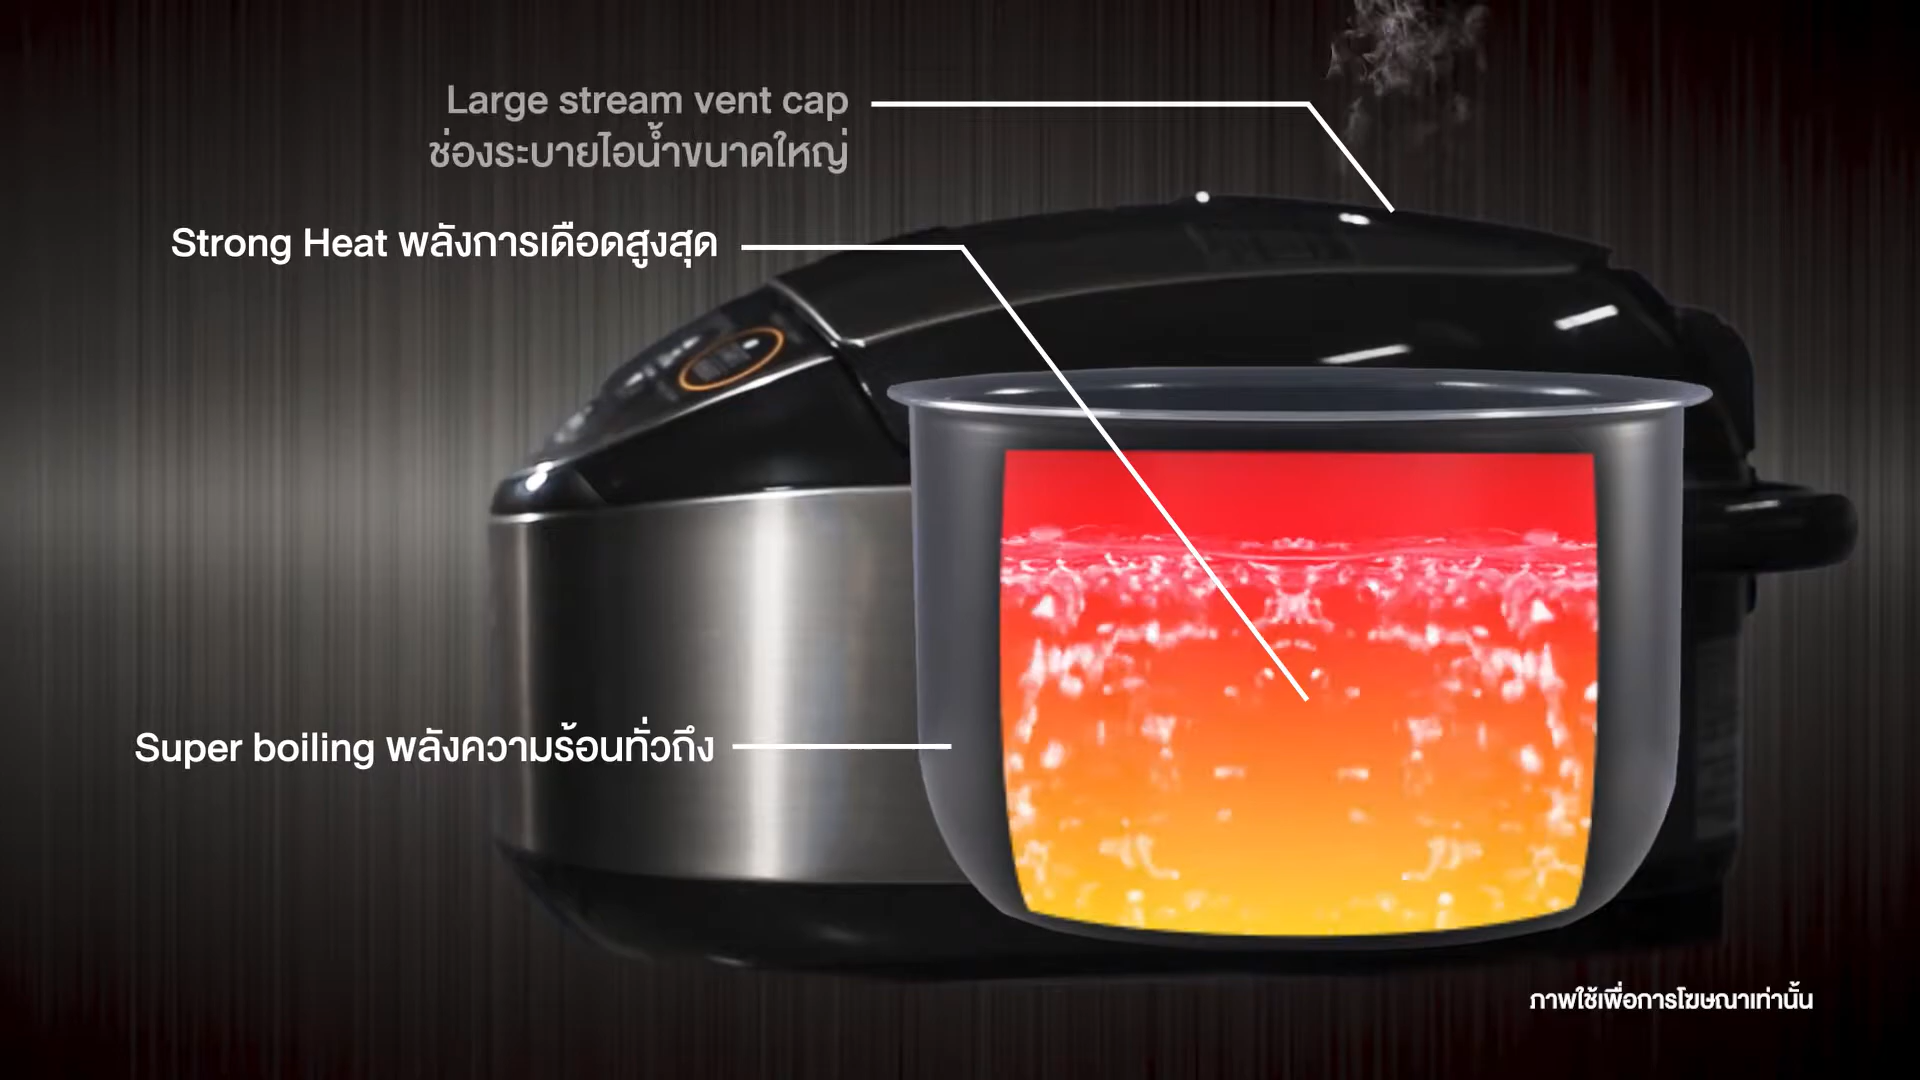 Large stream vent cap
ช่องระบายไอน้ำขนาดใหญ่
Strong Heat พลังการเดือดสูงสุด
Super boiling พลังความร้อนทั่วถึง
ภาพใช้เพื่อการโฆษณาเท่านั้น